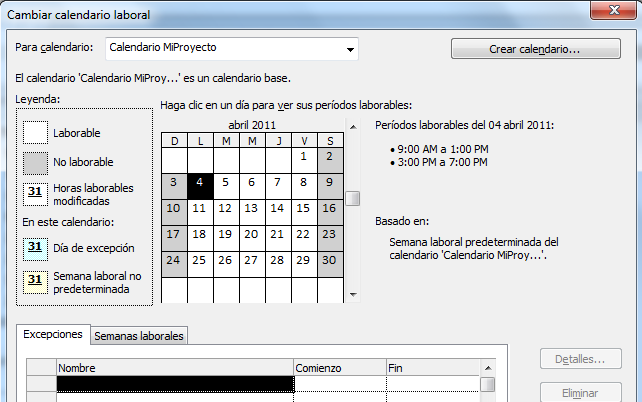 Cambiar calendario laboral
Para calendario: Calendario MiProyecto Crear calendario...
El calendario 'Calendario MiProy...' es un calendario base.
Leyenda:
Laborable
No laborable
31 Horas laborables
modificadas
En este calendario:
31 Día de excepción
31 Semana laboral no
predeterminada
Haga clic en un día para ver sus períodos laborables:
abril 2011
D L M M J V S
1 2
3 4 5 6 7 8 9
10 11 12 13 14 15 16
17 18 19 20 21 22 23
24 25 26 27 28 29 30
Períodos laborables del 04 abril 2011:
• 9:00 AM a 1:00 PM
• 3:00 PM a 7:00 PM
Basado en:
Semana laboral predeterminada del
calendario 'Calendario MiProy...'.
Excepciones Semanas laborales
Nombre Comienzo Fin
Detalles...
Eliminar